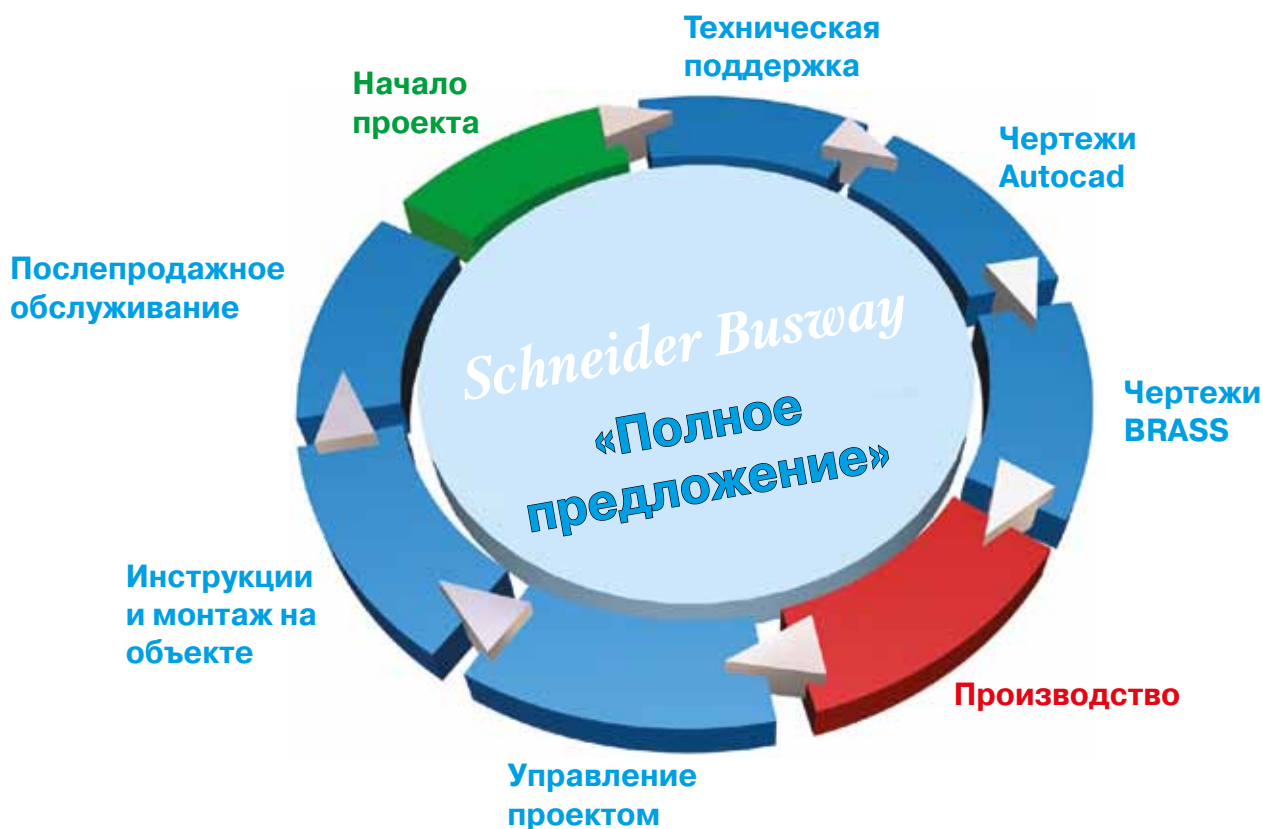 Техническая
поддержка
Начало
проекта
Чертежи
Autocad
Послепродажное
обслуживание
Schneider Busway
«Полное
предложение»
Чертежи
BRASS
Инструкции
и монтаж на
объекте
Производство
Управление
проектом